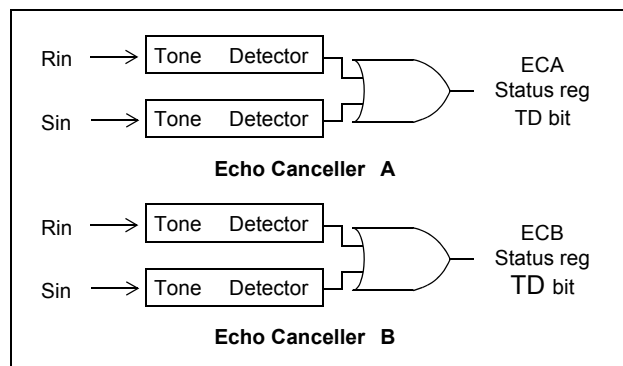 Rin Tone Detector
ECA
Status reg
TD bit
Sin Tone Detector
Echo Canceller A
Rin Tone Detector
ECB
Status reg
TD bit
Sin Tone Detector
Echo Canceller B